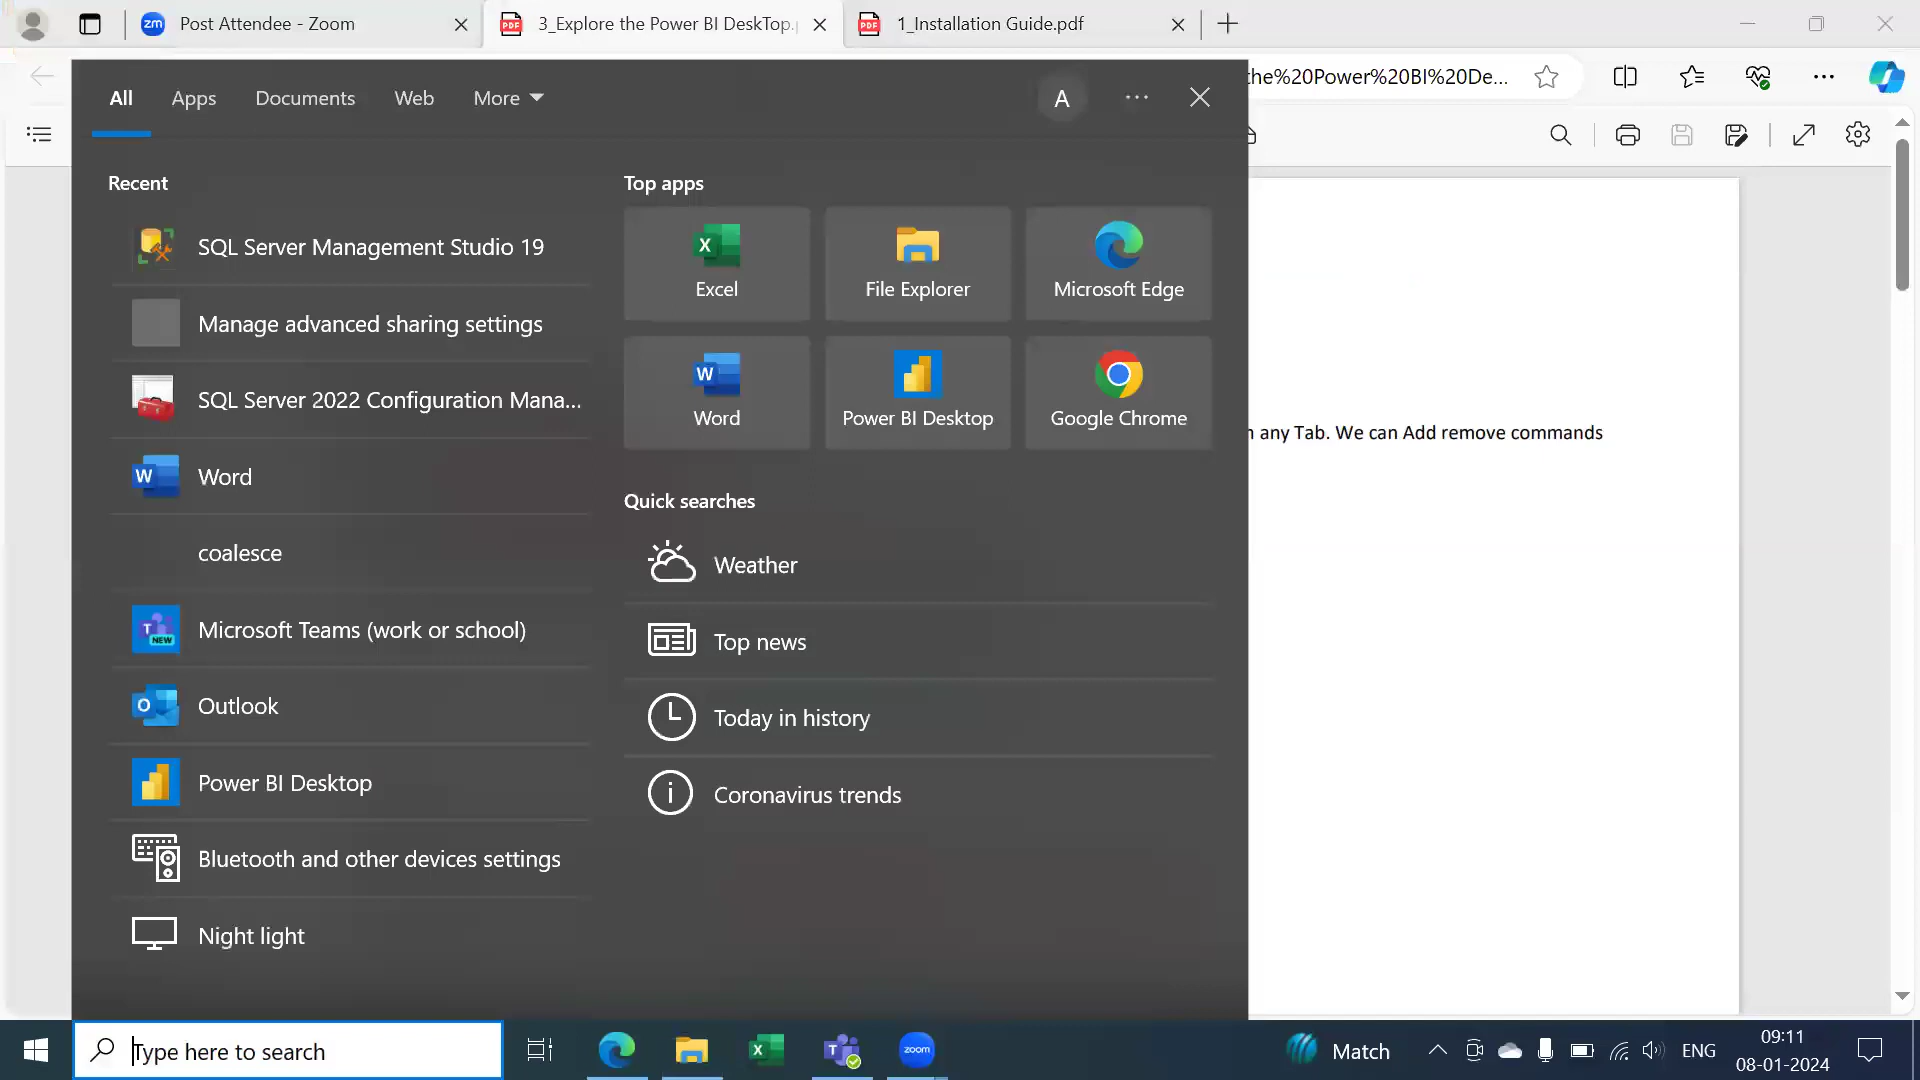 Post Attendee - Zoom
3_Explore the Power BI DeskTop.
1_Installation Guide.pdf
the%20Power%20BI%20De...
All
Apps
Documents
Web
More
A
Recent
SQL Server Management Studio 19
Manage advanced sharing settings
SQL Server 2022 Configuration Mana...
Word
coalesce
Microsoft Teams (work or school)
Outlook
Power BI Desktop
Bluetooth and other devices settings
Night light
Top apps
Excel
File Explorer
Microsoft Edge
Word
Power BI Desktop
Google Chrome
Quick searches
Weather
Top news
Today in history
Coronavirus trends
any Tab. We can Add remove commands
Type here to search
zoom
Match
ENG
09:11
08-01-2024